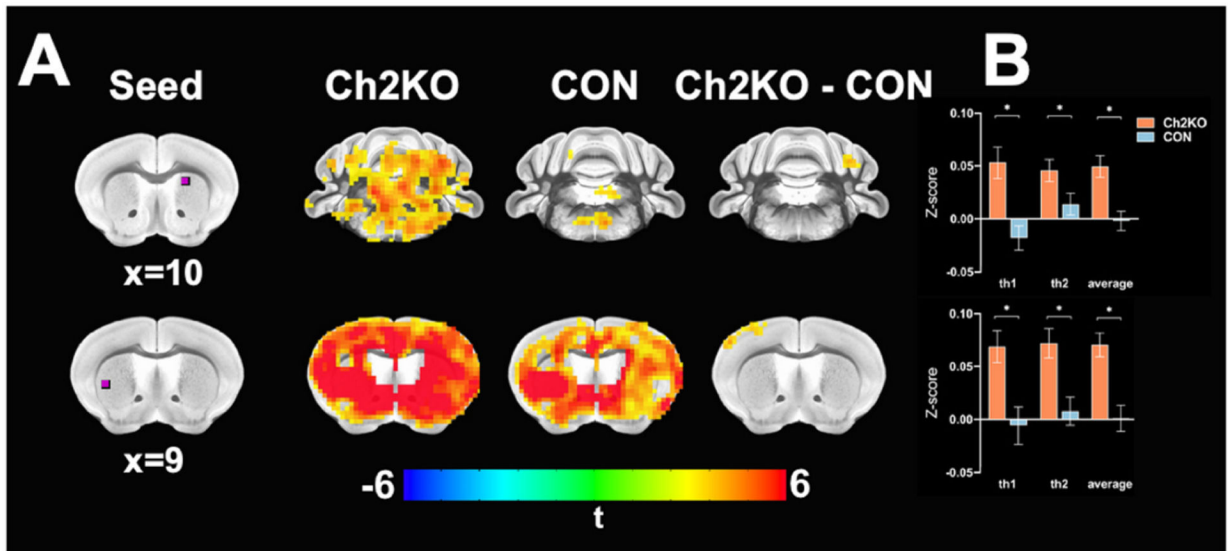 A
B
Seed
Ch2KO
CON
Ch2KO - CON
x=10
x=9
-6
6
t
0.10
0.05
0.00
-0.05
Z-score
* * *
Ch2KO
CON
th1 th2 average
0.10
0.05
0.00
-0.05
Z-score
* * *
th1 th2 average